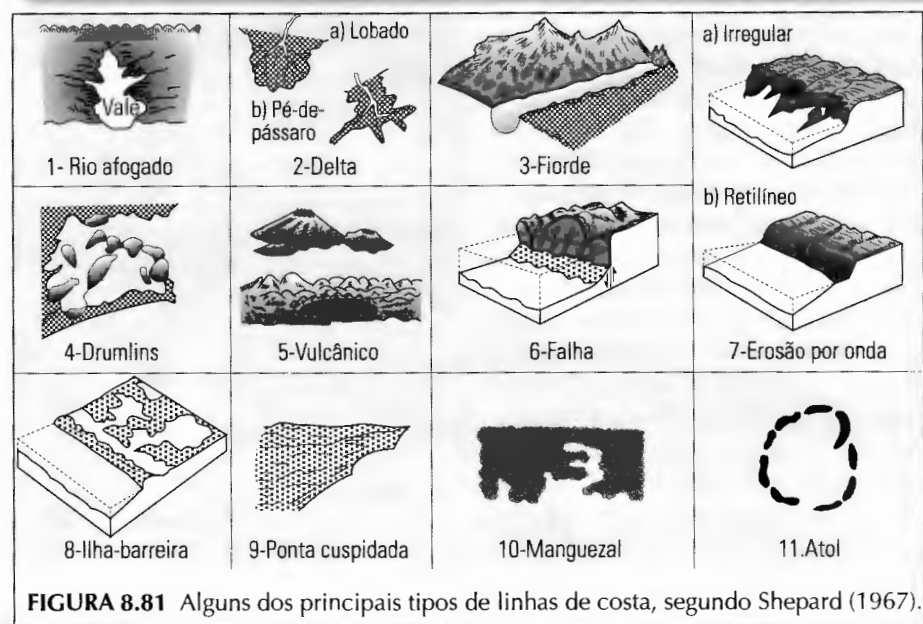 Vale
1- Rio afogado
a) Lobado
b) Pé-de-
pássaro
2-Delta
3-Fiorde
a) Irregular
b) Retilíneo
7-Erosão por onda
4-Drumlins
5-Vulcânico
6-Falha
8-Ilha-barreira
9-Ponta cuspidada
10-Manguezal
11.Atol
FIGURA 8.81 Alguns dos principais tipos de linhas de costa, segundo Shepard (1967).